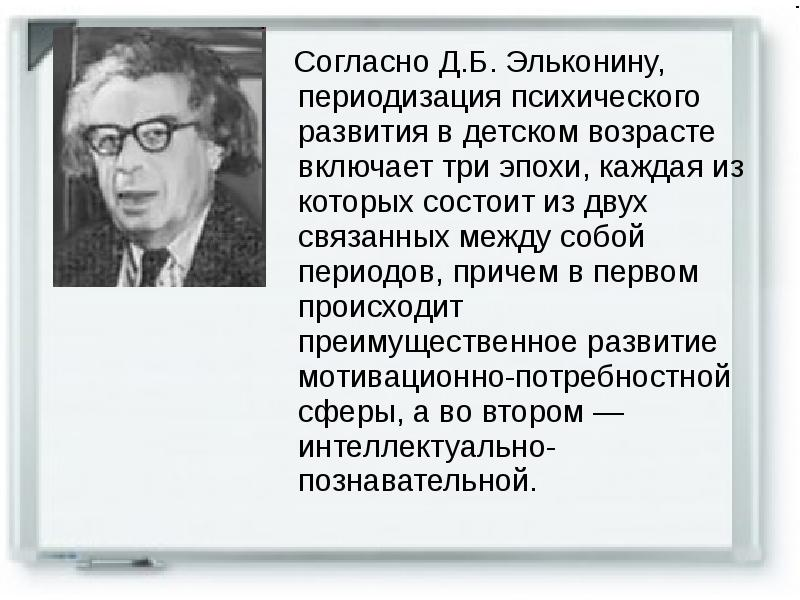 Согласно Д.Б. Эльконину,
периодизация психического
развития в детском возрасте
включает три эпохи, каждая из
которых состоит из двух
связанных между собой
периодов, причем в первом
происходит
преимущественное развитие
мотивационно-потребностной
сферы, а во втором —
интеллектуально-
познавательной.